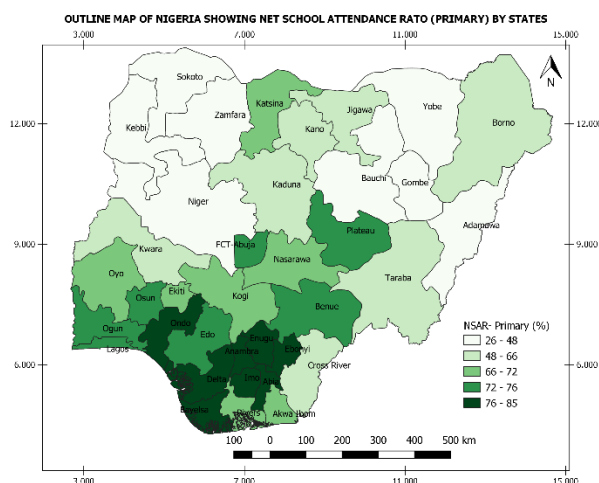 OUTLINE MAP OF NIGERIA SHOWING NET SCHOOL ATTENDANCE RATO (PRIMARY) BY STATES
3.000 7.000 11.000 15.000
N
Sokoto
Katsina
Yobe
Zamfara
Jigawa
Borno
Kebbi
Kano
12.000 12.000
Kaduna
Bauchi
Gombe
Niger
Adamawa
Plateau
9.000 9.000
FCT-Abuja
Kwara
Nasarawa
Oyo
Taraba
Ekiti
Kogi
Osun
Benue
Ondo
Ogun
Edo
Enugu
Lagos
Anambra
Ebonyi
6.000 6.000
Cross River
Delta
Imo
Abia
Bayelsa
Rivers
Akwa Ibom
NSAR- Primary (%)
26 - 48
48 - 66
66 - 72
72 - 76
76 - 85
100 0 100 200 300 400 500 km
3.000 7.000 11.000 15.000